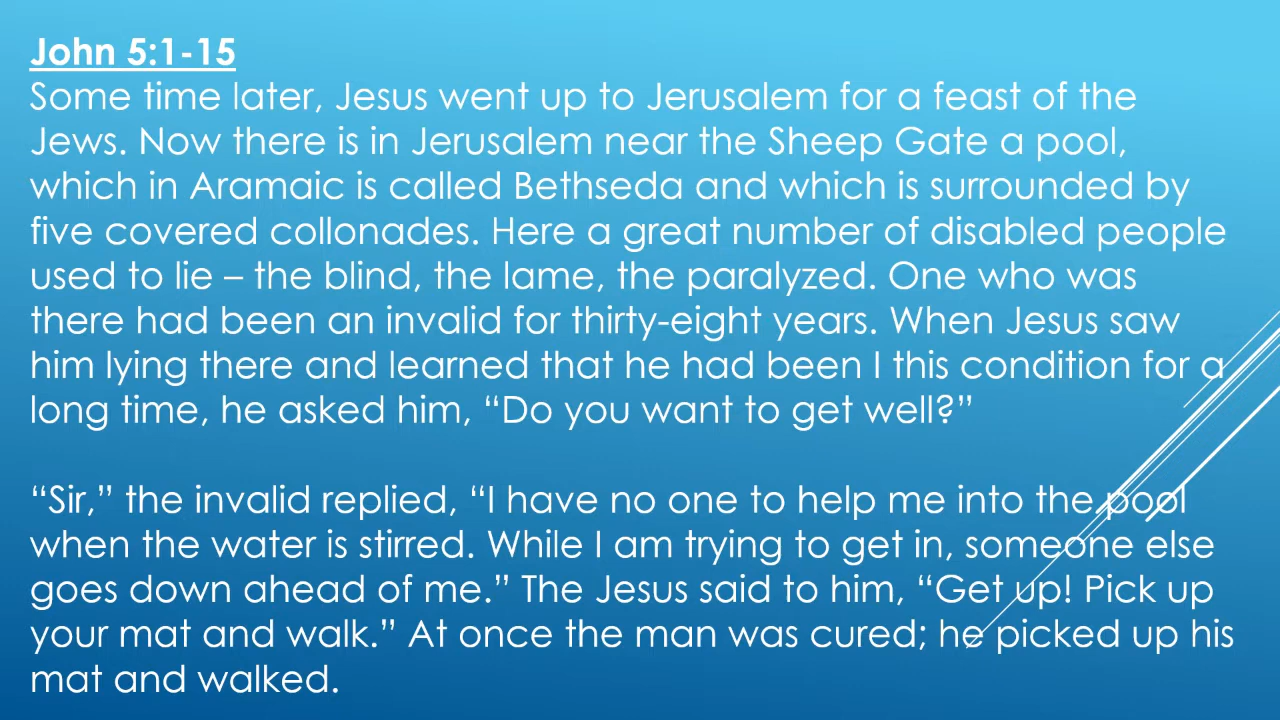 John 5:1-15
Some time later, Jesus went up to Jerusalem for a feast of the
Jews. Now there is in Jerusalem near the Sheep Gate a pool,
which in Aramaic is called Bethseda and which is surrounded by
five covered collonades. Here a great number of disabled people
used to lie – the blind, the lame, the paralyzed. One who was
there had been an invalid for thirty-eight years. When Jesus saw
him lying there and learned that he had been I this condition for a
long time, he asked him, “Do you want to get well?”
“Sir,” the invalid replied, “I have no one to help me into the pool
when the water is stirred. While I am trying to get in, someone else
goes down ahead of me.” The Jesus said to him, “Get up! Pick up
your mat and walk.” At once the man was cured; he picked up his
mat and walked.